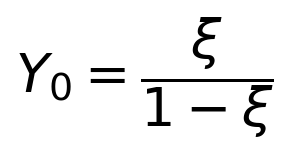 Y₀ = ξ / (1 − ξ)